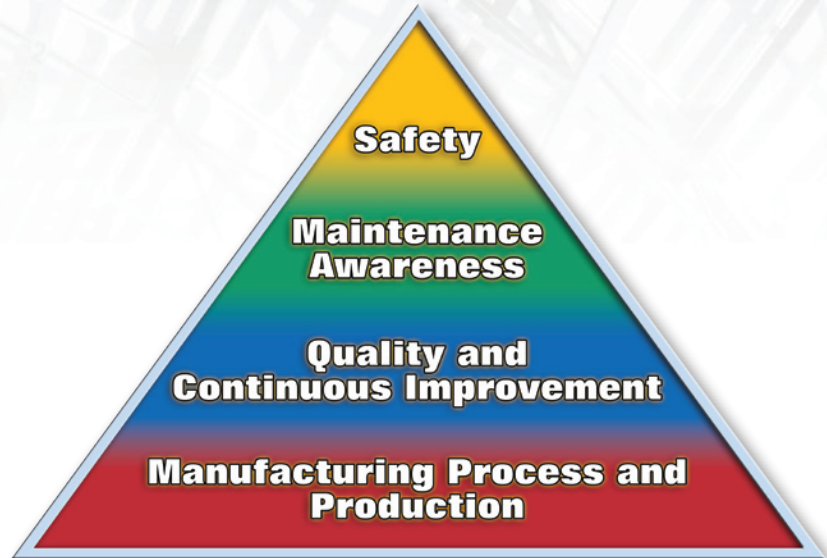 Safety
Maintenance
Awareness
Quality and
Continuous Improvement
Manufacturing Process and
Production